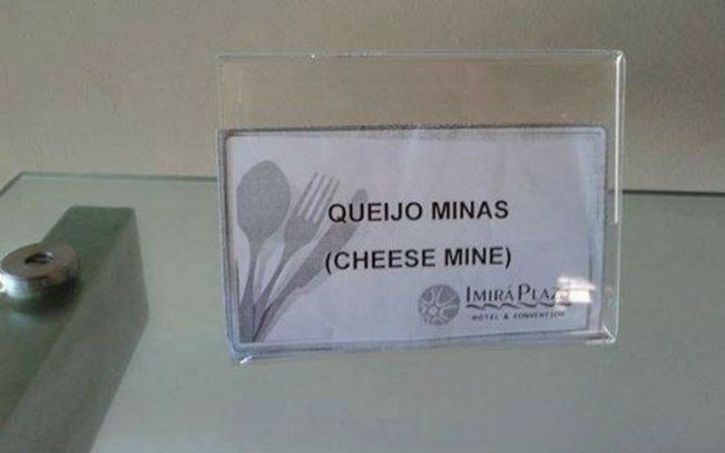 QUEIJO MINAS
(CHEESE MINE)
IMIRÁ PLAZA
HOTEL & CONVENTION